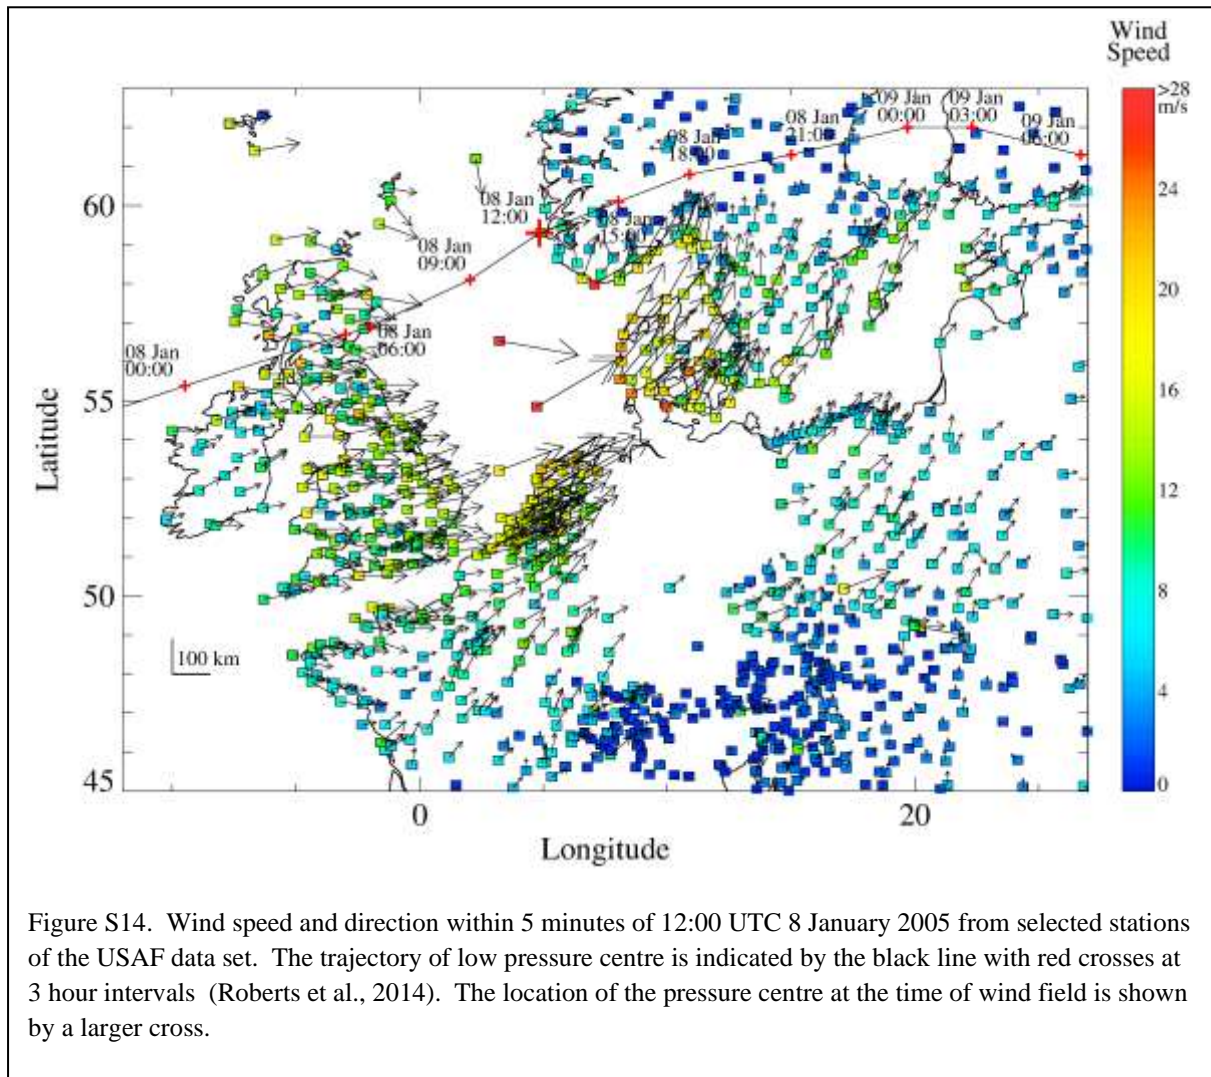 Wind
Speed
>28
m/s
24
20
16
12
8
4
0
60
55
50
45
Latitude
0
20
Longitude
100 km
08 Jan
00:00
08 Jan
06:00
08 Jan
09:00
08 Jan
12:00
08 Jan
15:00
08 Jan
18:00
08 Jan
21:00
09 Jan
00:00
09 Jan
03:00
09 Jan
06:00
Figure S14. Wind speed and direction within 5 minutes of 12:00 UTC 8 January 2005 from selected stations
of the USAF data set. The trajectory of low pressure centre is indicated by the black line with red crosses at
3 hour intervals (Roberts et al., 2014). The location of the pressure centre at the time of wind field is shown
by a larger cross.